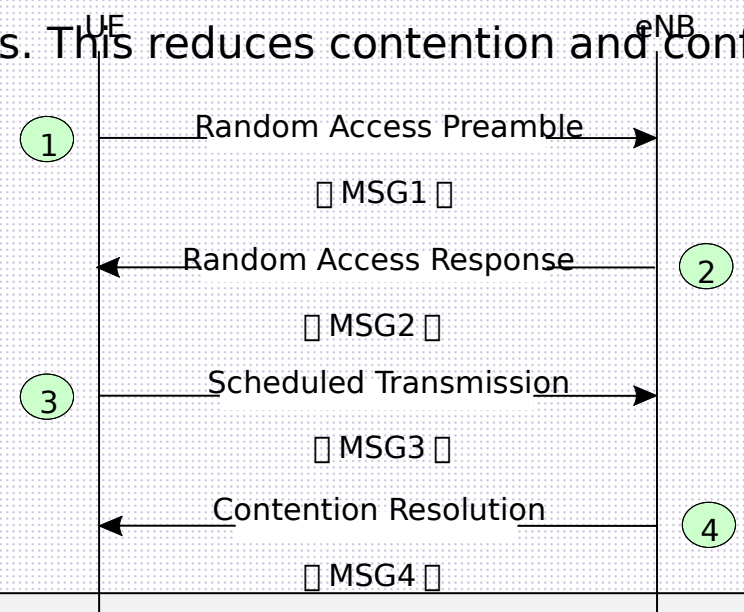 UE eNB
s. This reduces contention and conf
1 Random Access Preamble
MSG1
Random Access Response 2
MSG2
3 Scheduled Transmission
MSG3
Contention Resolution 4
MSG4